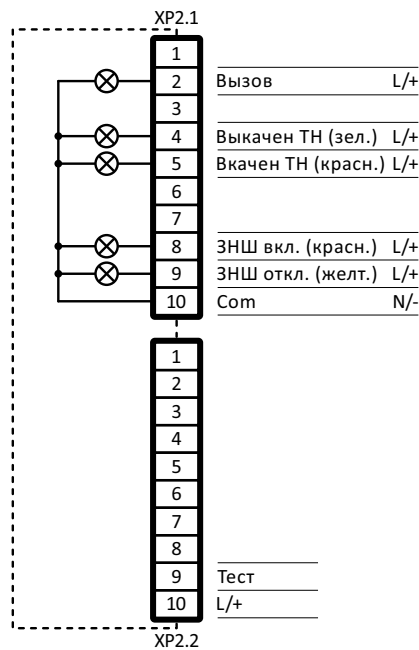 XP2.1
1
2 Вызов L/+
3
4 Выкачен ТН (зел.) L/+
5 Вкачен ТН (красн.) L/+
6
7
8 ЗНШ вкл. (красн.) L/+
9 ЗНШ откл. (желт.) L/+
10 Com N/-
1
2
3
4
5
6
7
8
9 Тест
10 L/+
XP2.2